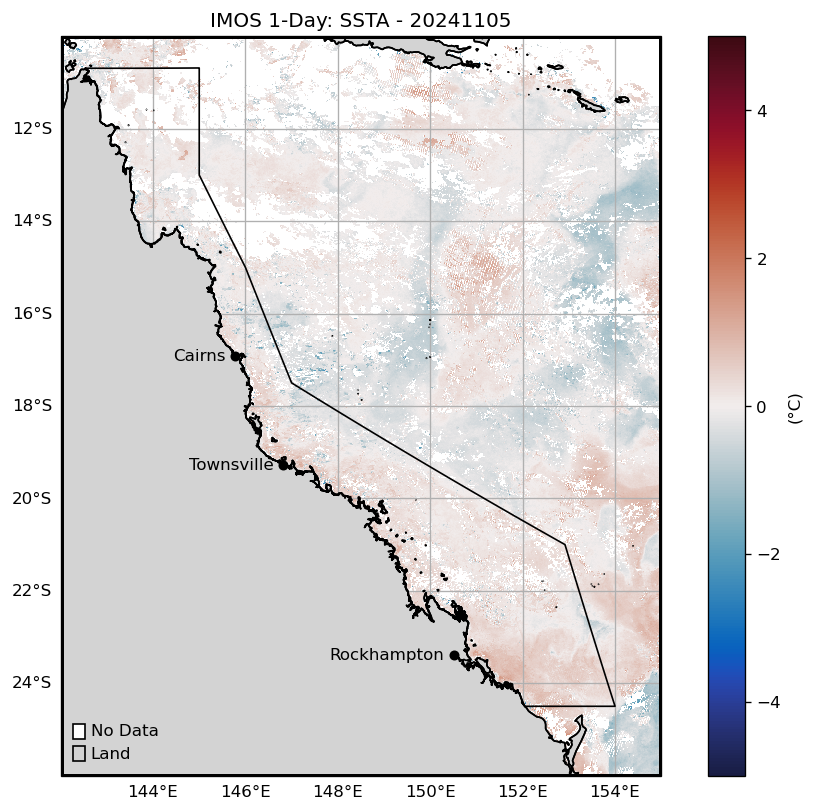 IMOS 1-Day: SSTA - 20241105
12°S
14°S
16°S
18°S
20°S
22°S
24°S
Cairns
Townsville
Rockhampton
No Data
Land
144°E 146°E 148°E 150°E 152°E 154°E
4
2
0
−2
−4
(°C)